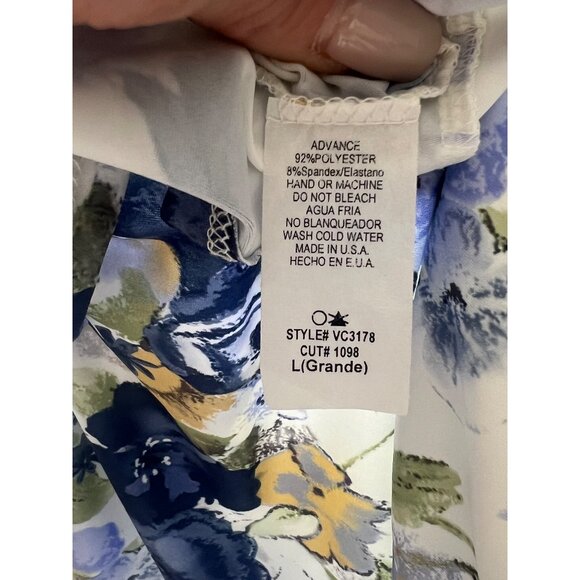 ADVANCE
92%POLYESTER
8%Spandex/Elastano
HAND OR MACHINE
DO NOT BLEACH
AGUA FRIA
NO BLANQUEADOR
WASH COLD WATER
MADE IN U.S.A.
HECHO EN E.U.A.
STYLE# VC3178
CUT# 1098
L(Grande)